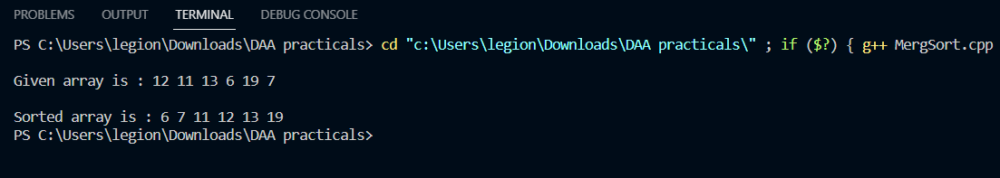 PROBLEMS OUTPUT TERMINAL DEBUG CONSOLE
PS C:\Users\legion\Downloads\DAA practicals> cd "c:\Users\legion\Downloads\DAA practicals\" ; if ($?) { g++ MergSort.cpp
Given array is : 12 11 13 6 19 7
Sorted array is : 6 7 11 12 13 19
PS C:\Users\legion\Downloads\DAA practicals>